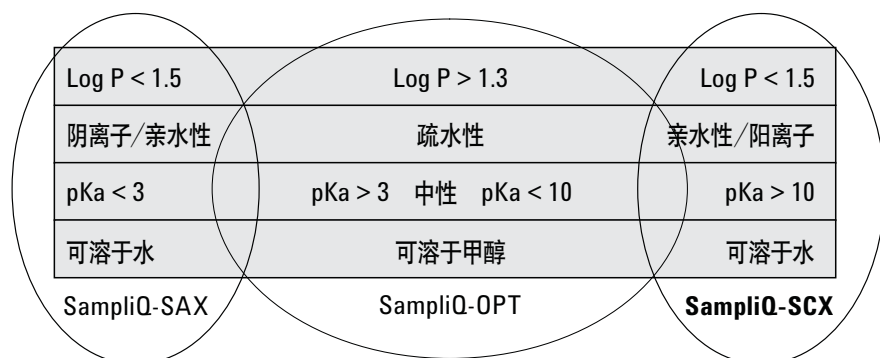 Log P < 1.5 Log P > 1.3 Log P < 1.5
阴离子/亲水性 疏水性 亲水性/阳离子
pKa < 3 pKa > 3 中性 pKa < 10 pKa > 10
可溶于水 可溶于甲醇 可溶于水
SampliQ-SAX SampliQ-OPT SampliQ-SCX